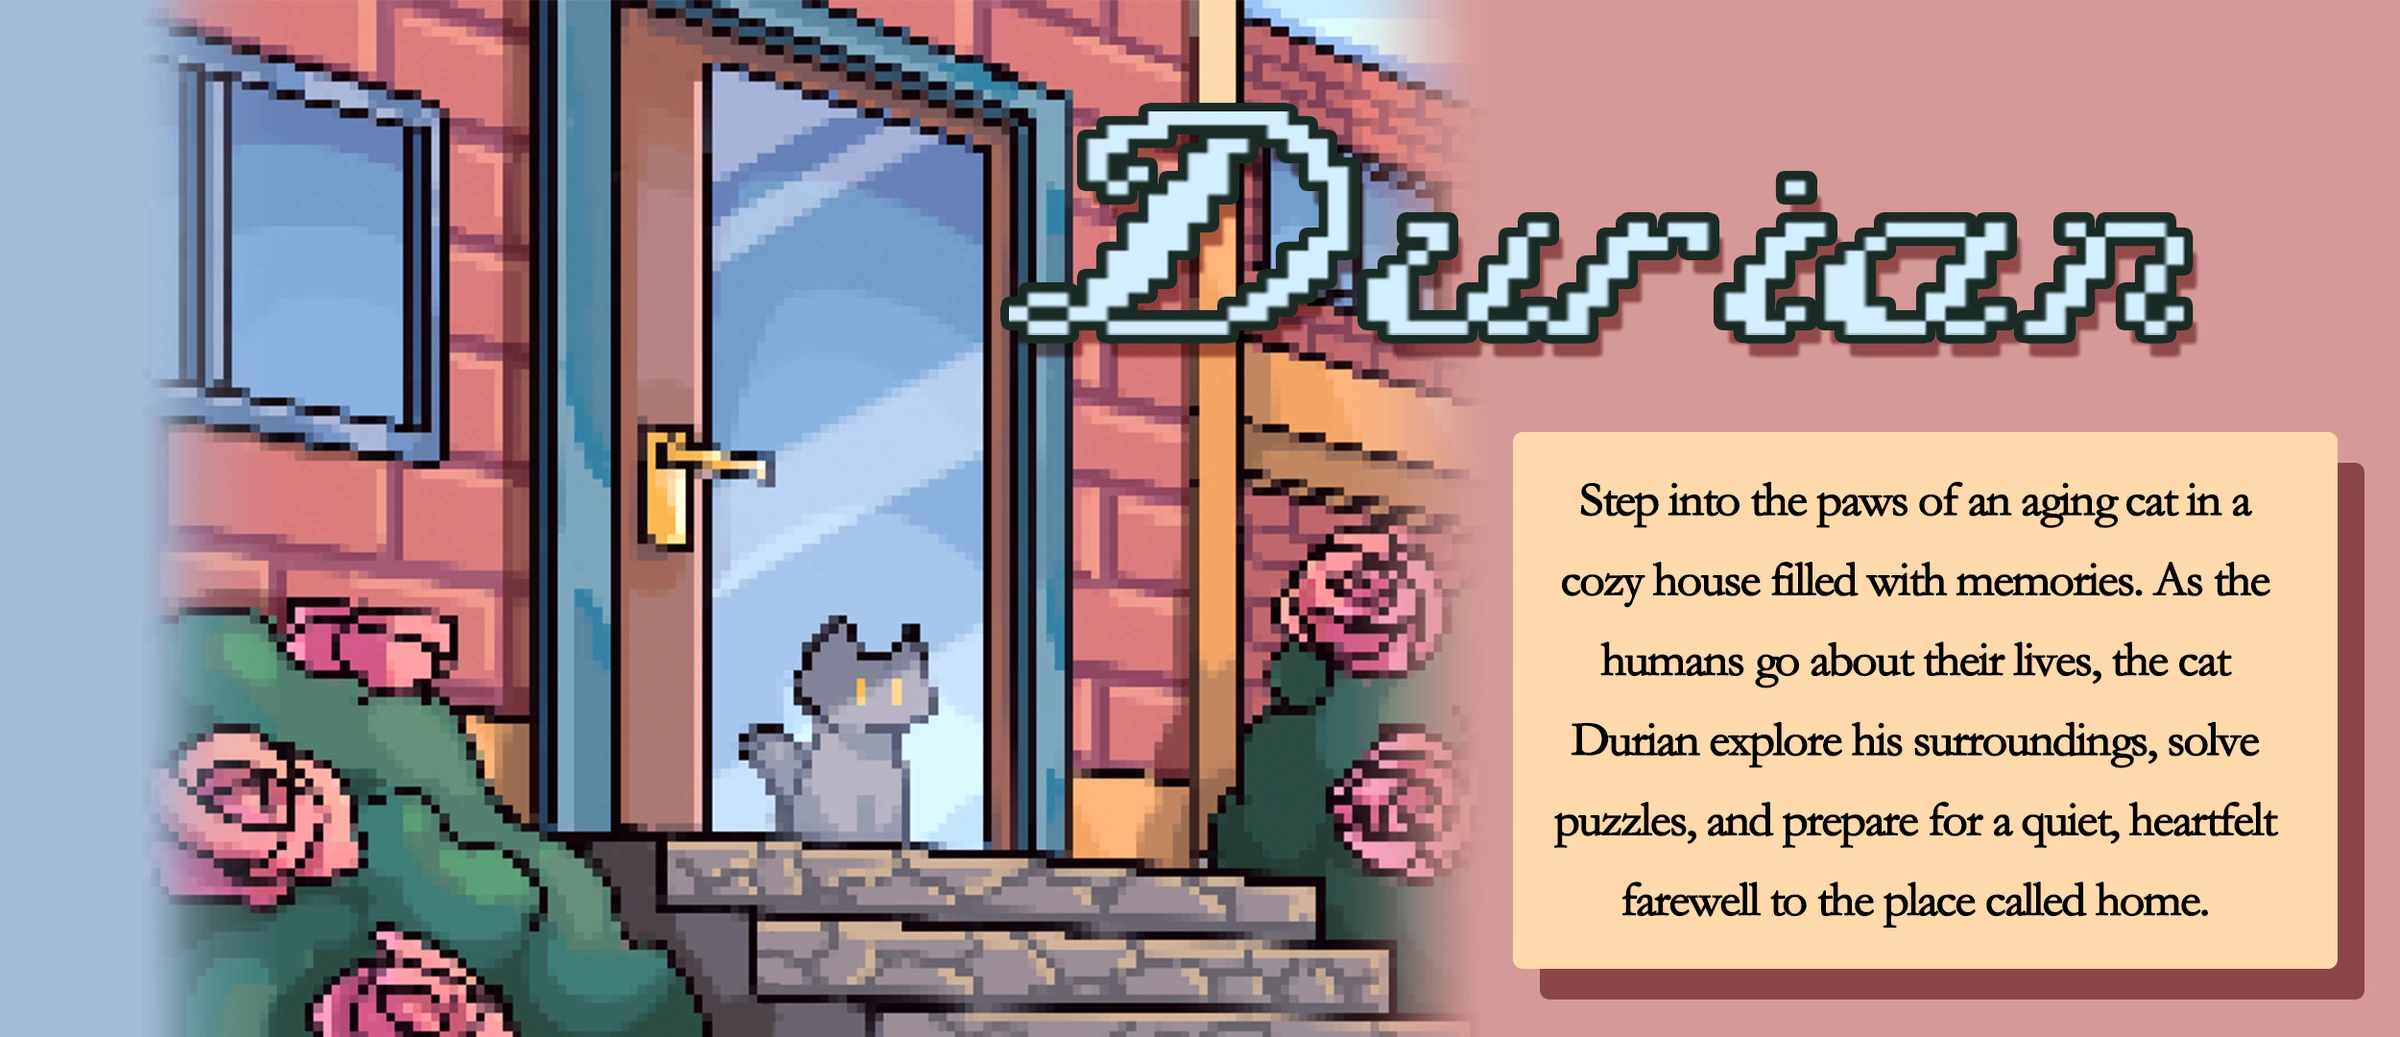 Durian
Step into the paws of an aging cat in a
cozy house filled with memories. As the
humans go about their lives, the cat
Durian explore his surroundings, solve
puzzles, and prepare for a quiet, heartfelt
farewell to the place called home.